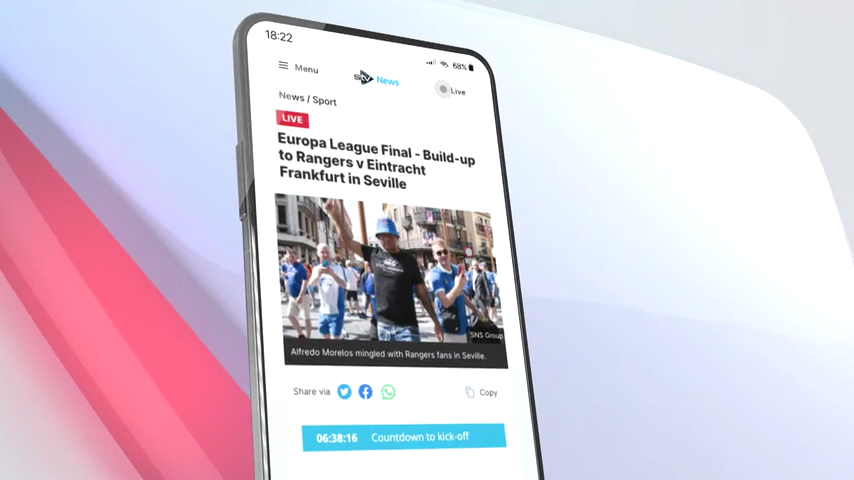 18:22
68%
Menu
STV News
Live
News / Sport
LIVE
Europa League Final - Build-up
to Rangers v Eintracht
Frankfurt in Seville
SNS Group
Alfredo Morelos mingled with Rangers fans in Seville.
Share via
Copy
06:38:16 Countdown to kick-off